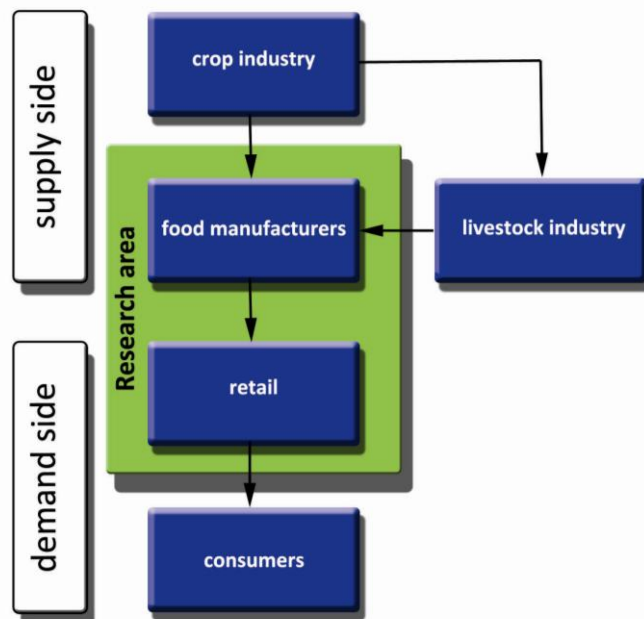 supply side
crop industry
food manufacturers
livestock industry
Research area
retail
demand side
consumers